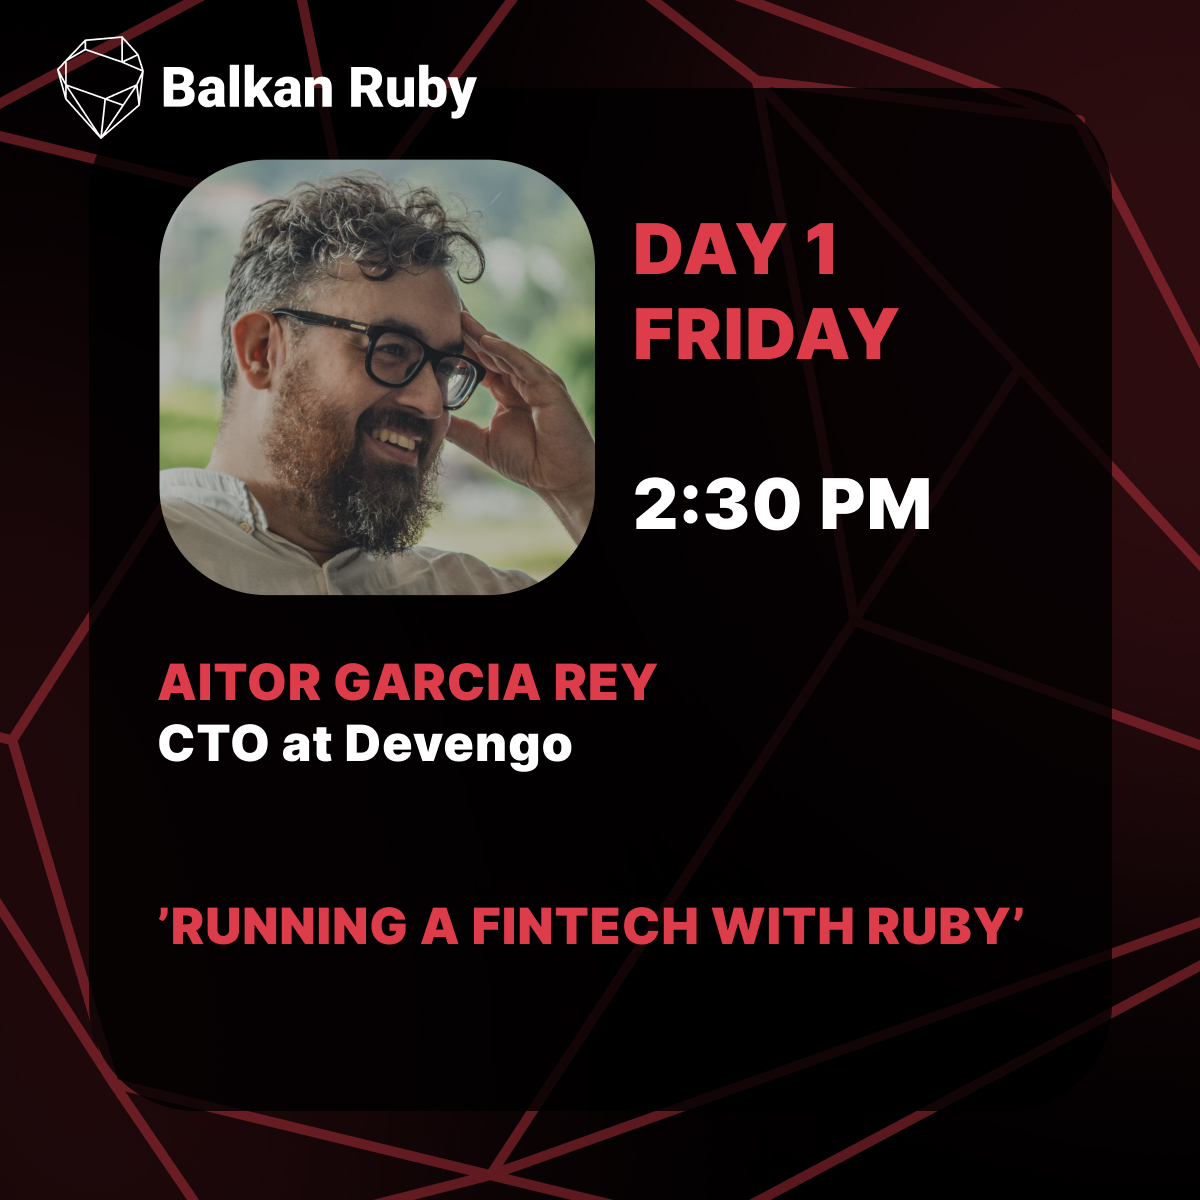 Balkan Ruby
DAY 1
FRIDAY
2:30 PM
AITOR GARCIA REY
CTO at Devengo
’RUNNING A FINTECH WITH RUBY’